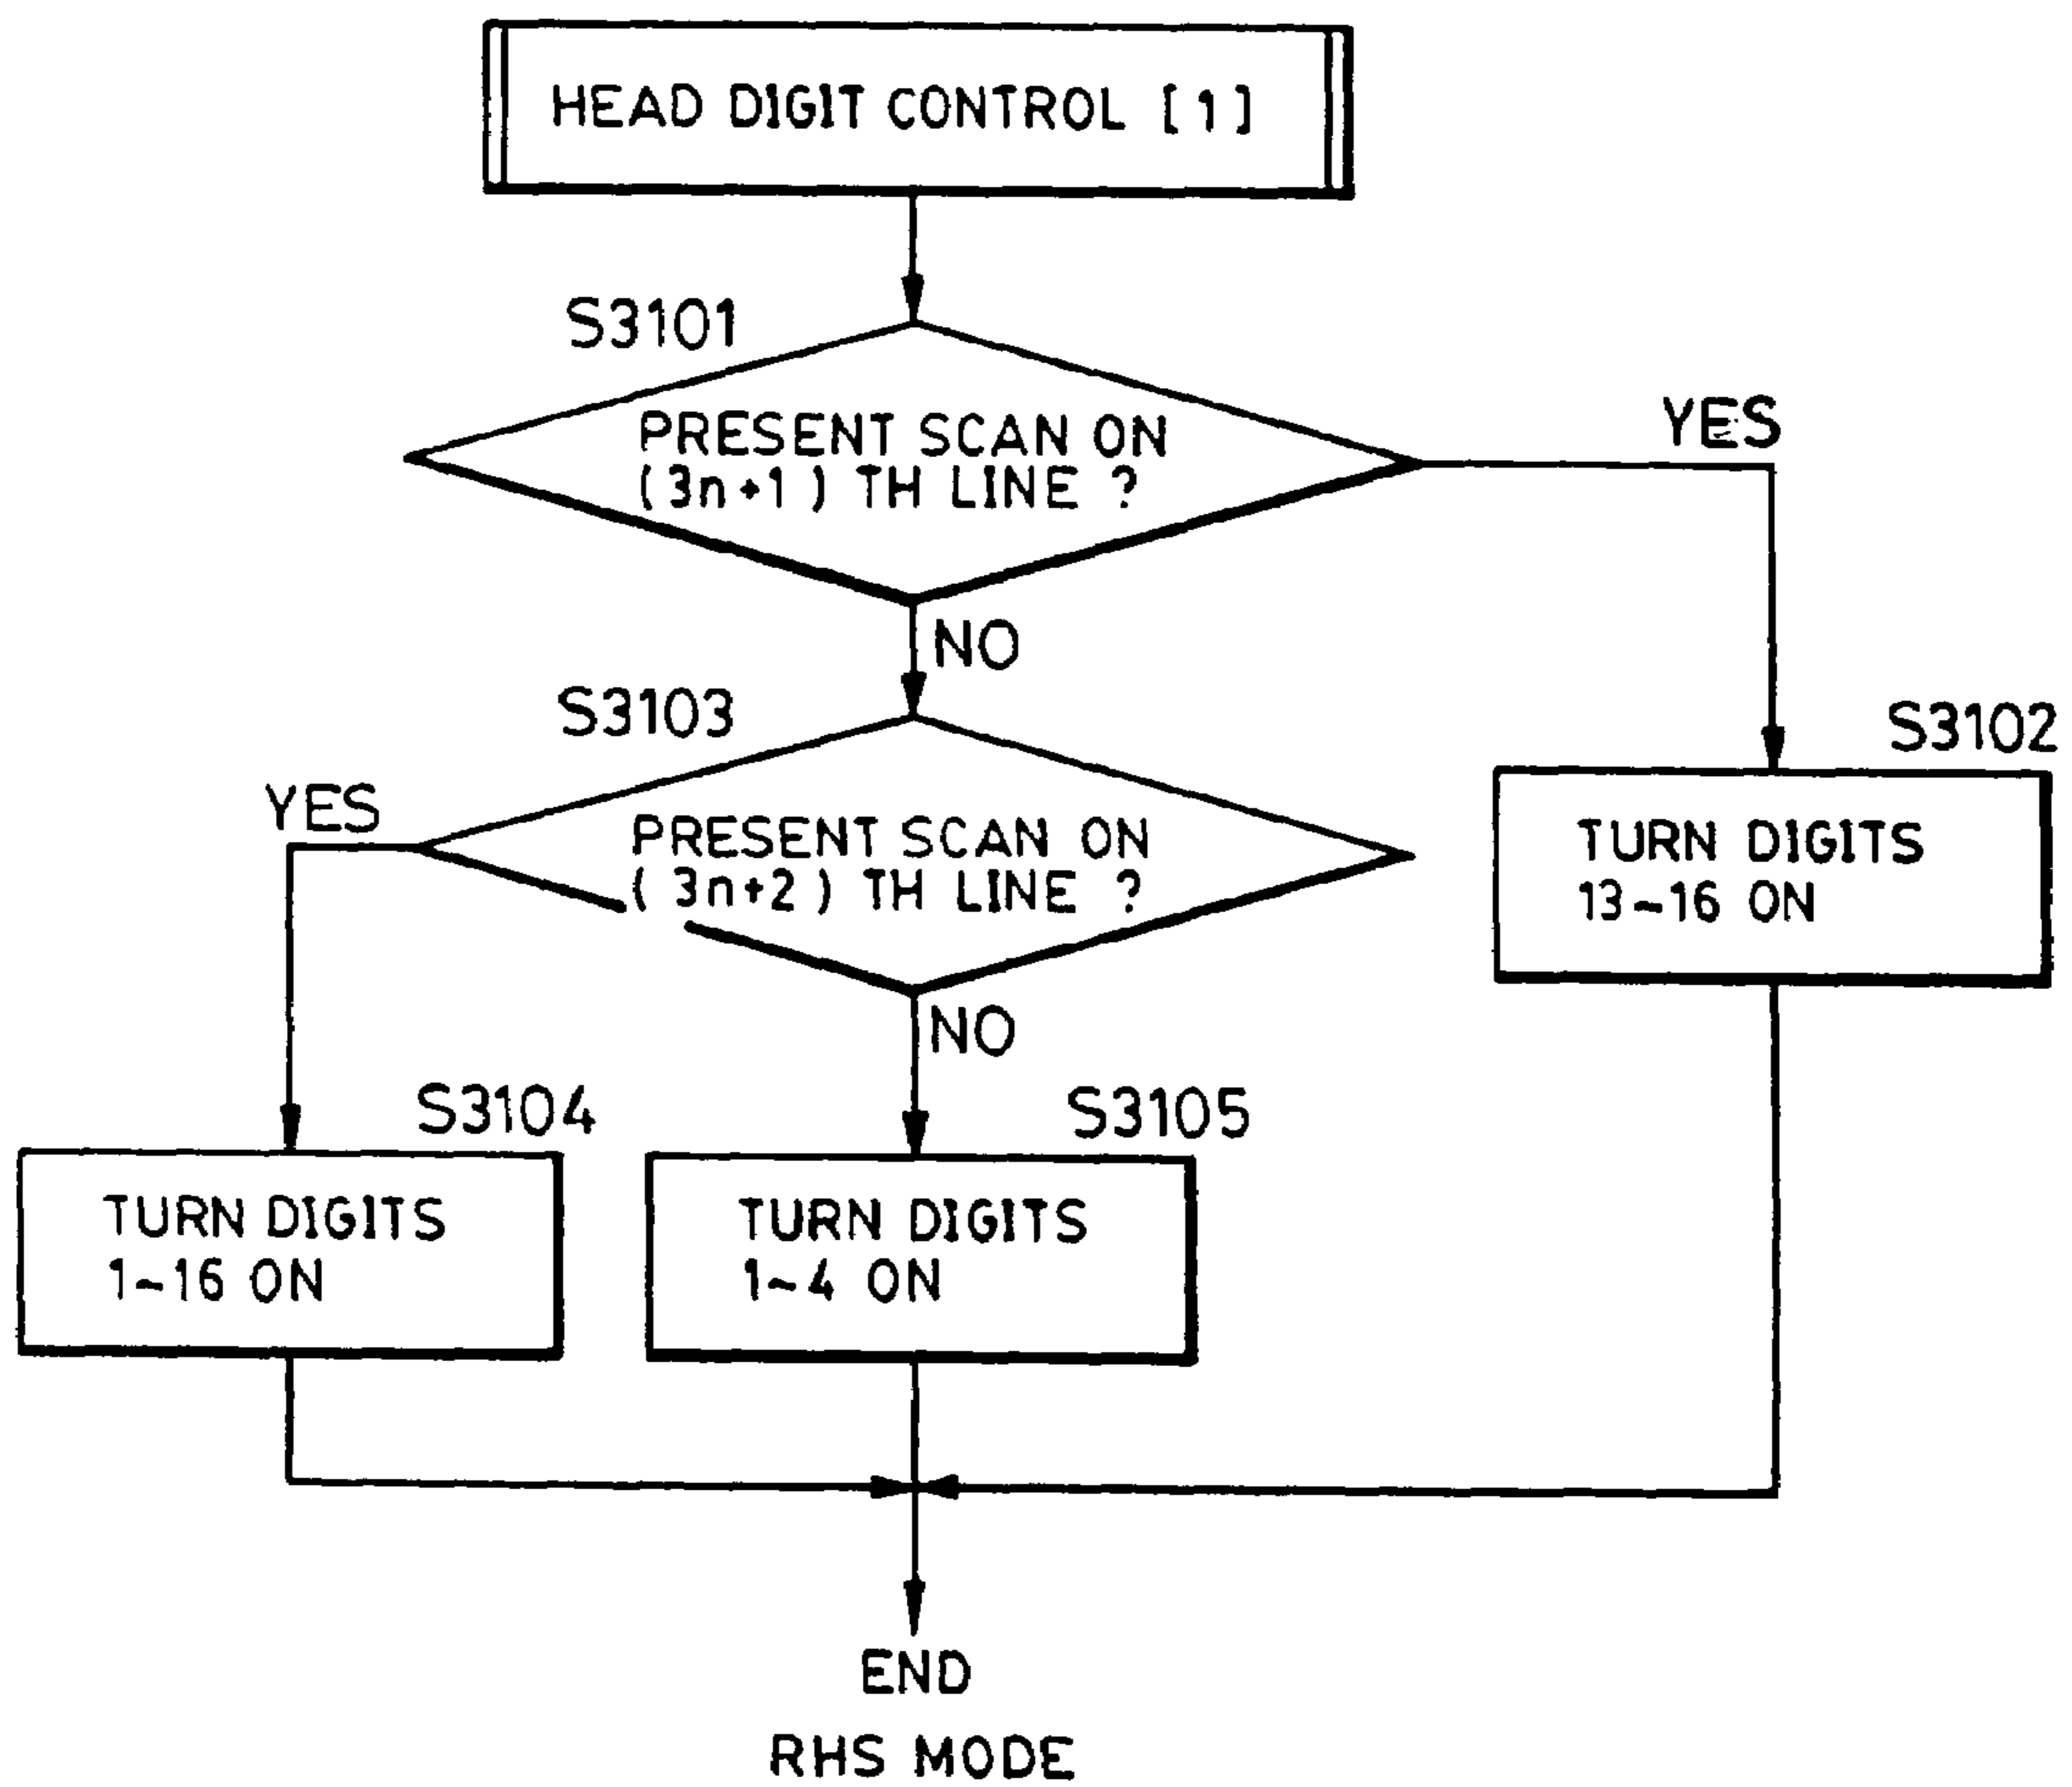 HEAD DIGIT CONTROL [1]
S3101
PRESENT SCAN ON
(3n+1) TH LINE ?
YES
NO
S3103
S3102
YES
PRESENT SCAN ON
(3n+2) TH LINE ?
TURN DIGITS
13~16 ON
NO
S3104
S3105
TURN DIGITS
1~16 ON
TURN DIGITS
1~4 ON
END
RHS MODE